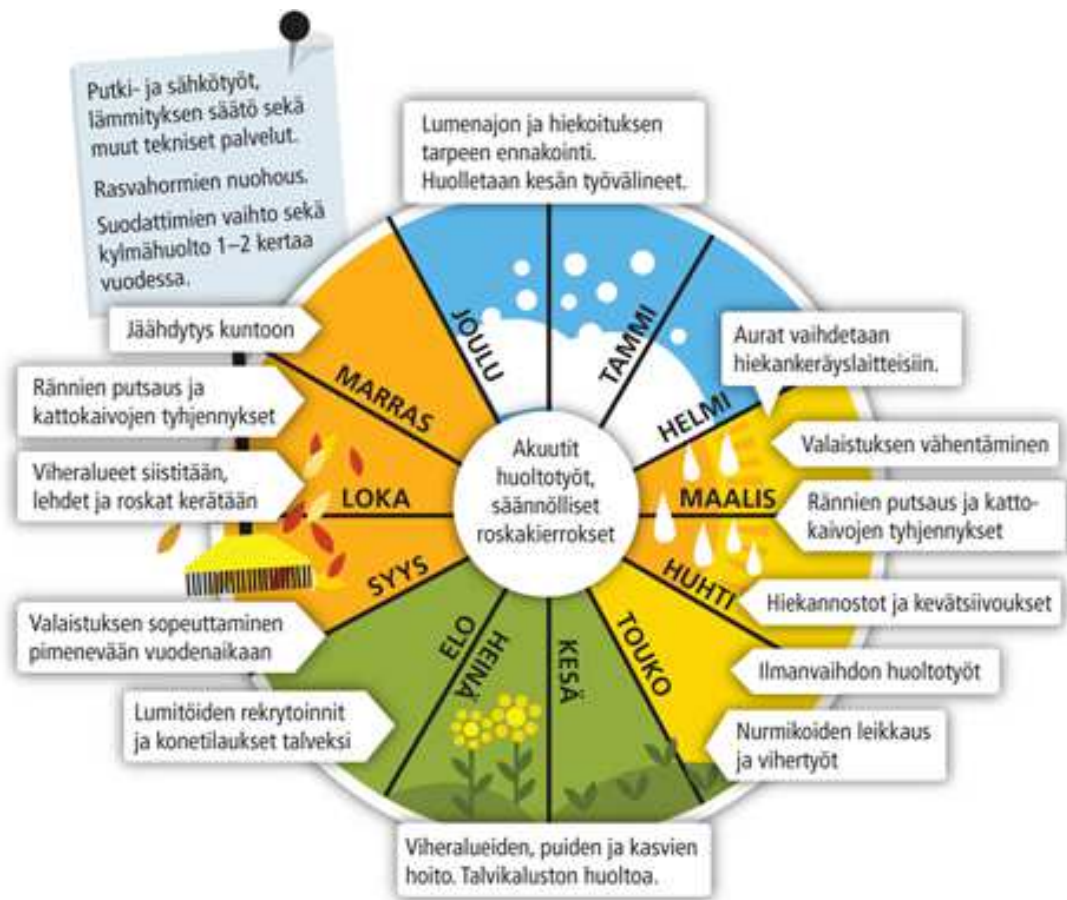 Putki- ja sähkötyöt,
lämmityksen säätö sekä
muut tekniset palvelut.
Rasvahormien nuohous.
Suodattimien vaihto sekä
kylmähuolto 1–2 kertaa
vuodessa.
Lumenajon ja hiekoituksen
tarpeen ennakointi.
Huolletaan kesän työvälineet.
Aurat vaihdetaan
hiekankeräyslaitteisiin.
Valaistuksen vähentäminen
Rännien putsaus ja katto-
kaivojen tyhjennykset
Hiekannostot ja kevätsiivoukset
Ilmanvaihdon huoltotyöt
Nurmikoiden leikkaus
ja vihertyöt
Viheralueiden, puiden ja kasvien
hoito. Talvikaluston huoltoa.
Lumitöiden rekrytoinnit
ja konetilaukset talveksi
Valaistuksen sopeuttaminen
pimenevään vuodenaikaan
Viheralueet siistitään,
lehdet ja roskat kerätään
Rännien putsaus ja
kattokaivojen tyhjennykset
Jäähdytys kuntoon
TAMMI
HELMI
MAALIS
HUHTI
TOUKO
KESÄ
HEINÄ
ELO
SYYS
LOKA
MARRAS
JOULU
Akuutit
huoltotyöt,
säännölliset
roskakierrokset